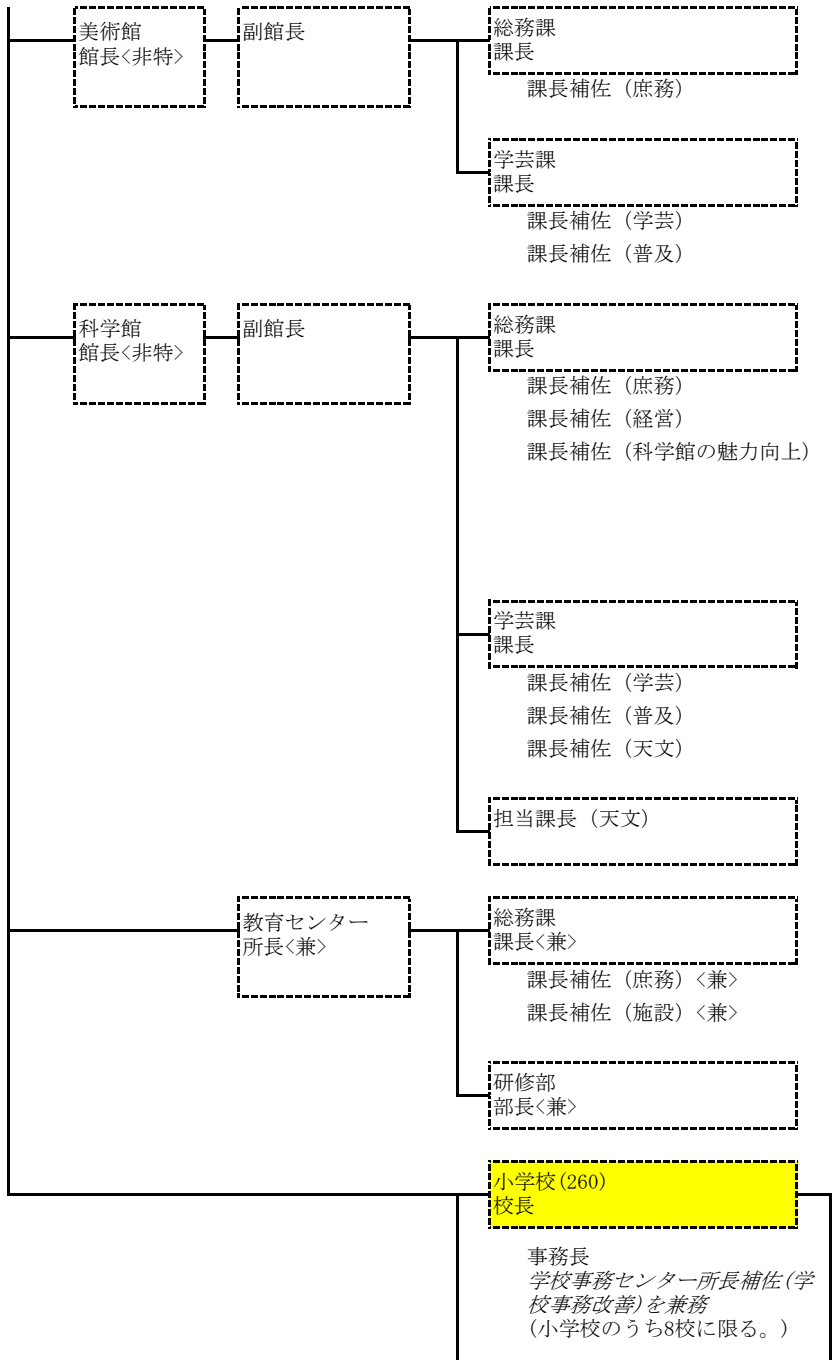 美術館
館長<非特>
副館長
総務課
課長
課長補佐（庶務）
学芸課
課長
課長補佐（学芸）
課長補佐（普及）
科学館
館長<非特>
副館長
総務課
課長
課長補佐（庶務）
課長補佐（経営）
課長補佐（科学館の魅力向上）
学芸課
課長
課長補佐（学芸）
課長補佐（普及）
課長補佐（天文）
担当課長（天文）
教育センター
所長<兼>
総務課
課長<兼>
課長補佐（庶務）<兼>
課長補佐（施設）<兼>
研修部
部長<兼>
小学校(260)
校長
事務長
学校事務センター所長補佐(学
校事務改善)を兼務
(小学校のうち8校に限る。)